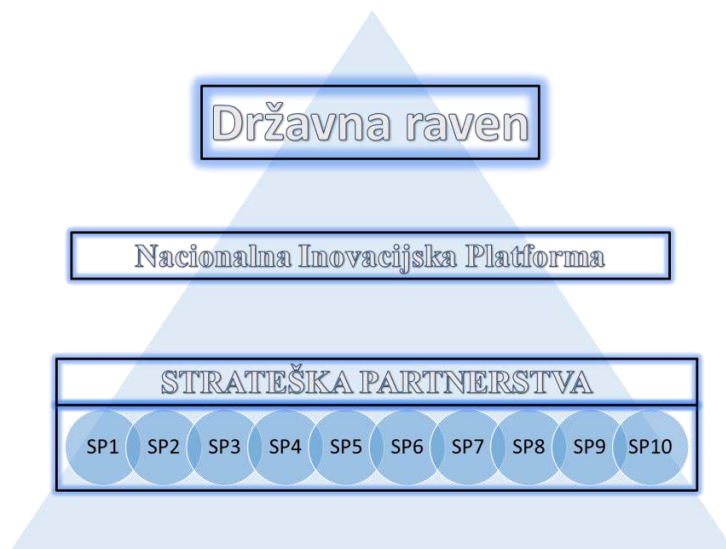 Državna raven
Nacionalna Inovacijska Platforma
STRATEŠKA PARTNERSTVA
SP1 SP2 SP3 SP4 SP5 SP6 SP7 SP8 SP9 SP10